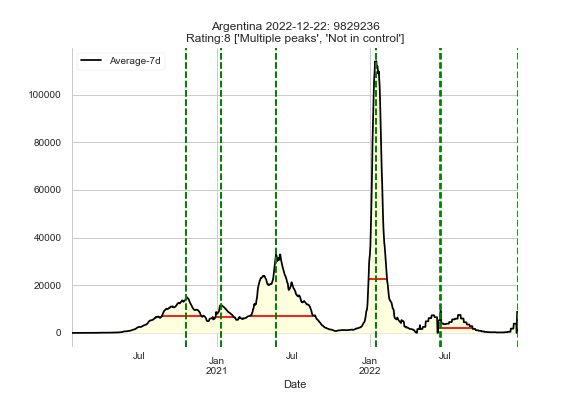 Argentina 2022-12-22: 9829236
Rating:8 ['Multiple peaks', 'Not in control']
Average-7d
100000
80000
60000
40000
20000
0
Jul
Jan
2021
Jul
Jan
2022
Jul
Date